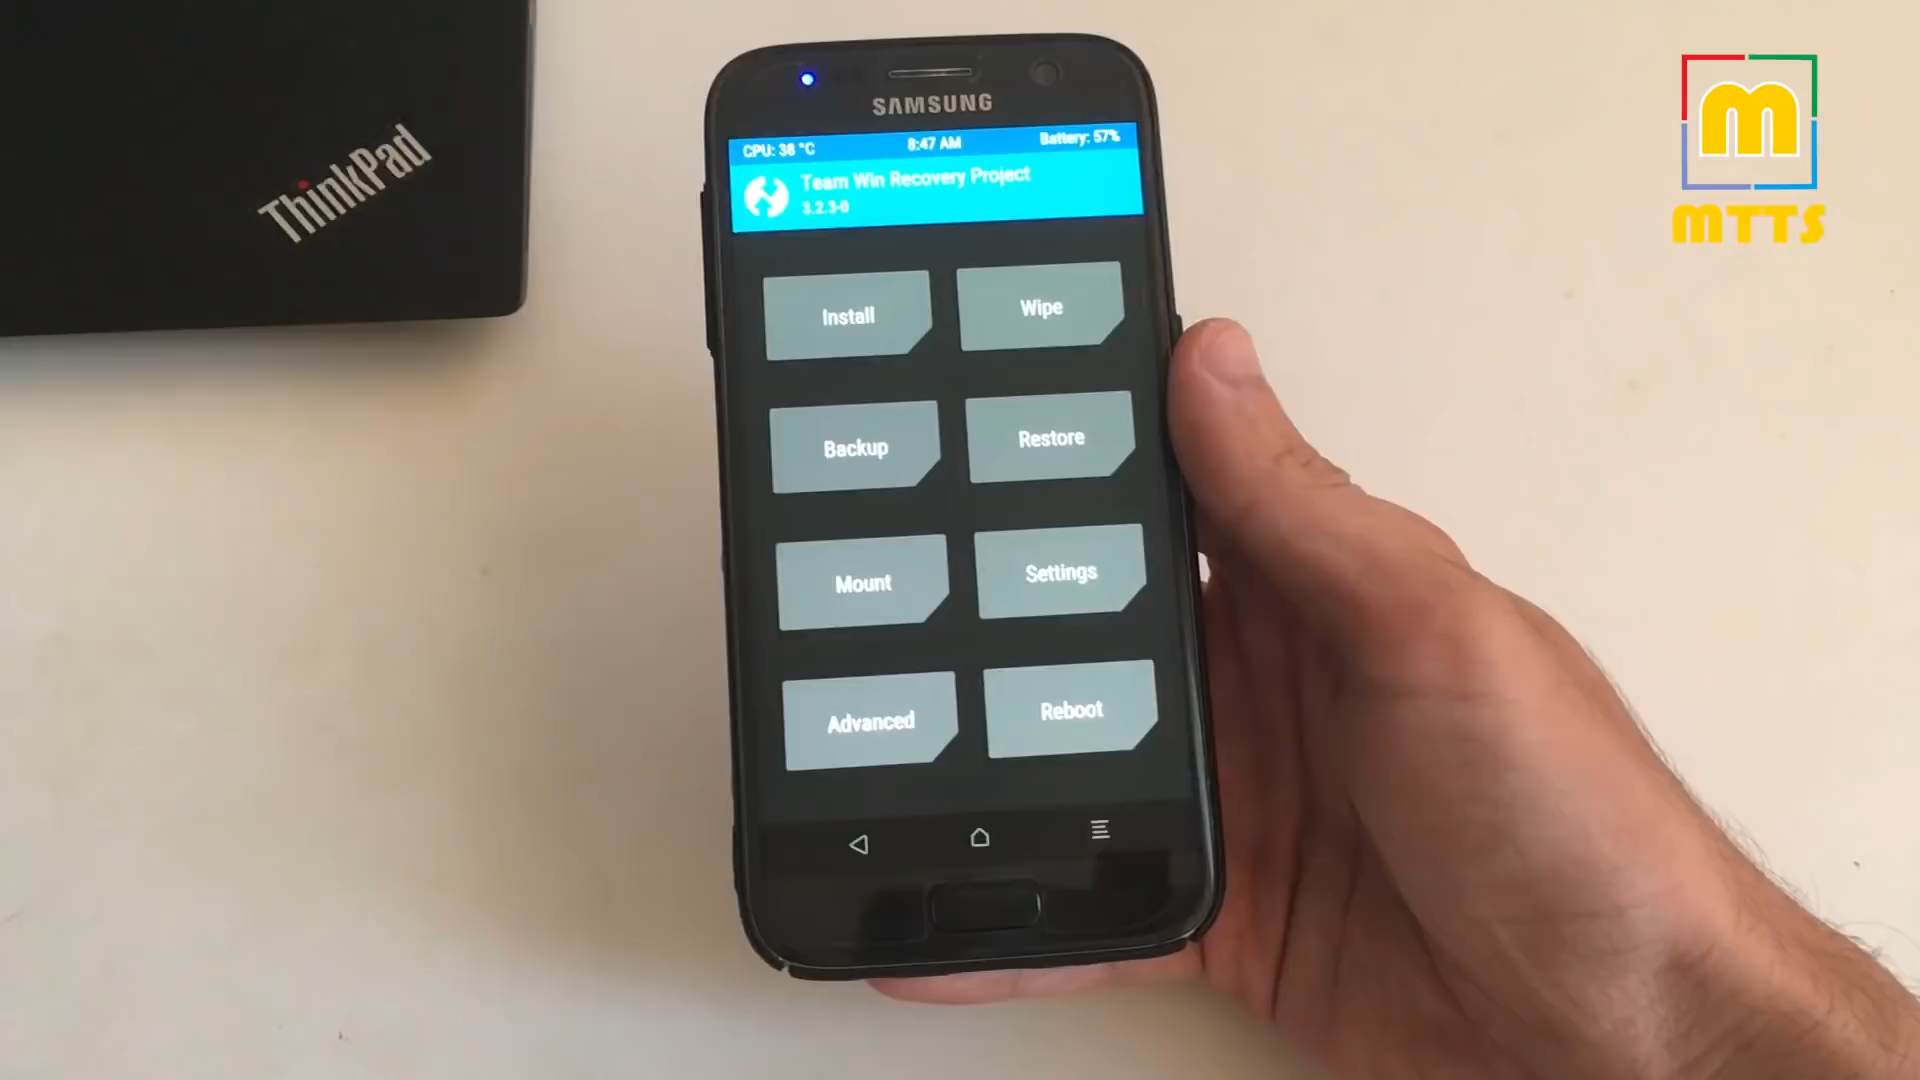 ThinkPad
SAMSUNG
CPU: 38 °C
8:47 AM
Battery: 57%
Team Win Recovery Project
3.2.3-0
Install
Wipe
Backup
Restore
Mount
Settings
Advanced
Reboot
m
MTTS